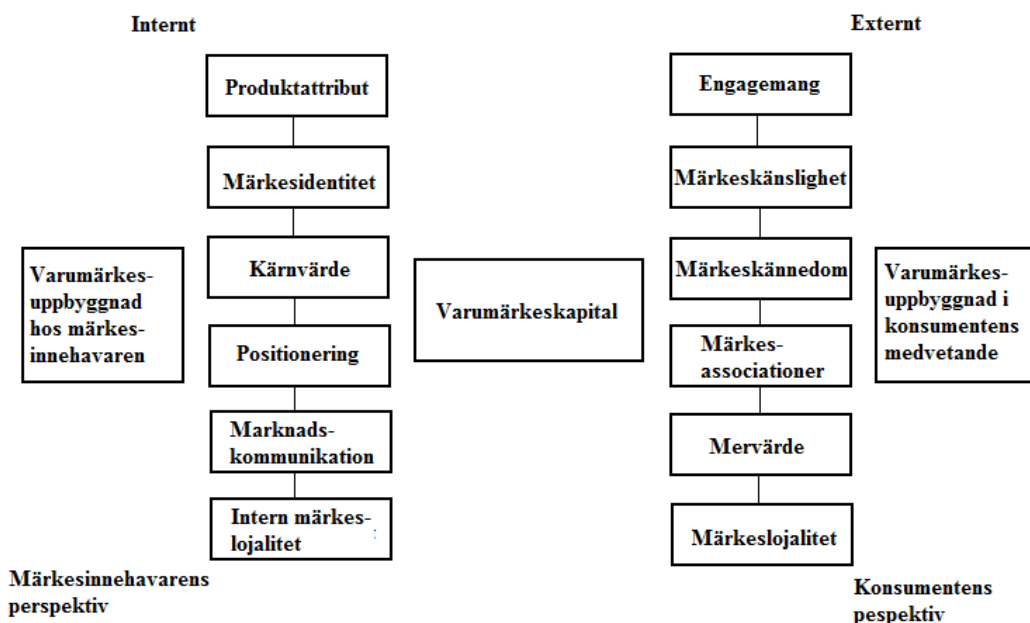 Internt
Externt
Produktattribut
Engagemang
Märkesidentitet
Märkeskänslighet
Varumärkes-
uppbyggnad
hos märkes-
innehavaren
Kärnvärde
Varumärkeskapital
Märkeskännedom
Varumärkes-
uppbyggnad i
konsumentens
medvetande
Positionering
Märkes-
associationer
Marknads-
kommunikation
Mervärde
Intern märkes-
lojalitet
Märkeslojalitet
Märkesinnehavarens
perspektiv
Konsumentens
pespektiv